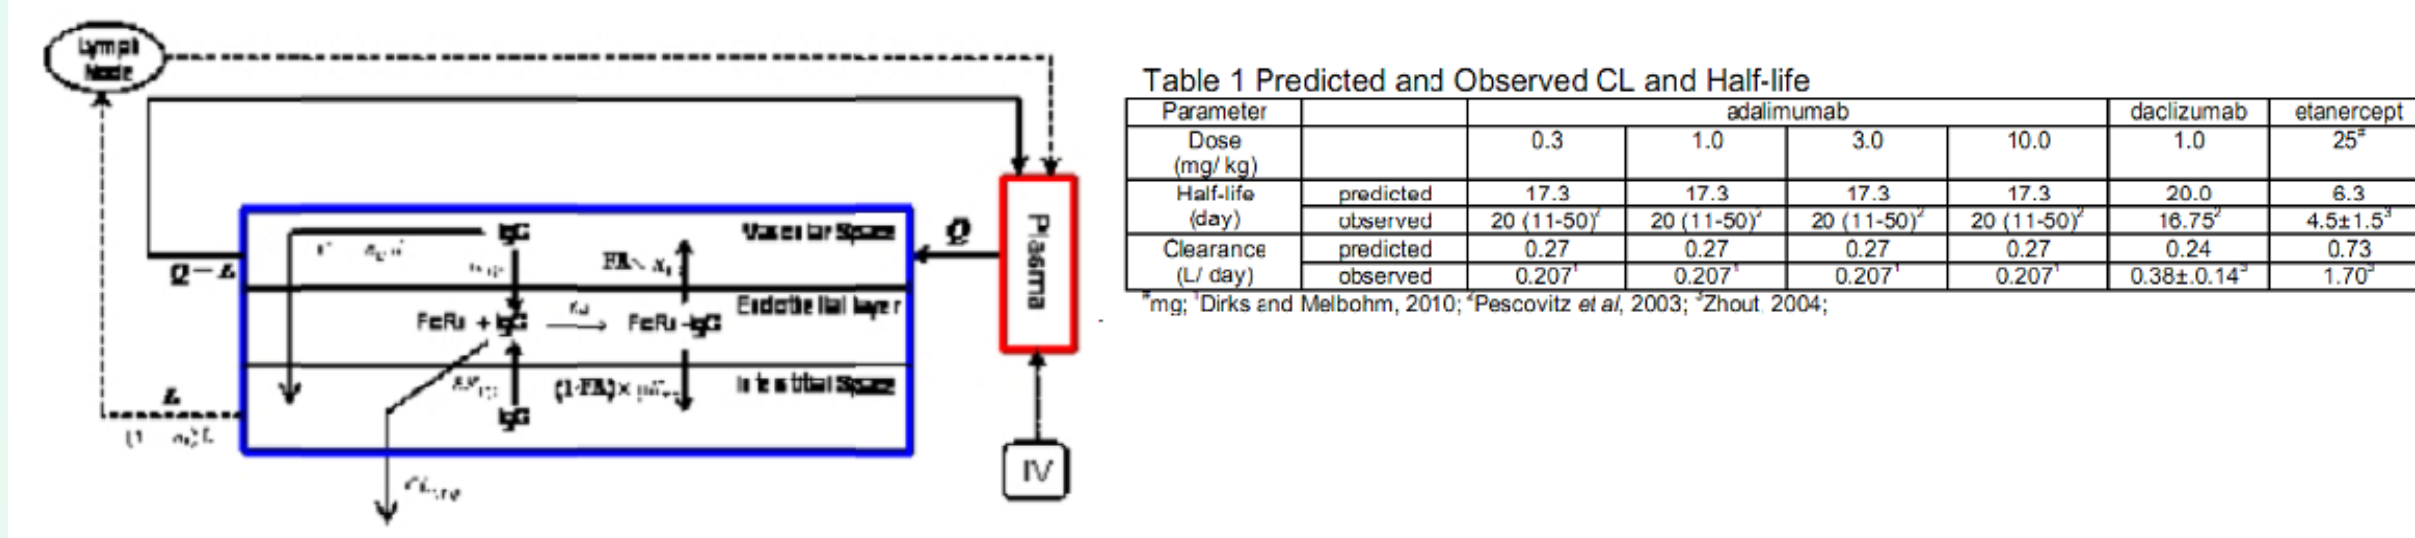 Lymph
Node
Q
Plasma
Q – L
IgG
Vascular Space
Endothelial layer
FcRn + IgG
FcRn-IgG
Interstitial Space
IgG
L
IV
Table 1 Predicted and Observed CL and Half-life
Parameter adalimumab daclizumab etanercept
Dose 0.3 1.0 3.0 10.0 1.0 25#
(mg/ kg)
Half-life predicted 17.3 17.3 17.3 17.3 20.0 6.3
(day) observed 20 (11-50)² 20 (11-50)² 20 (11-50)² 20 (11-50)² 16.75² 4.5±1.5³
Clearance predicted 0.27 0.27 0.27 0.27 0.24 0.73
(L/ day) observed 0.207¹ 0.207¹ 0.207¹ 0.207¹ 0.38±.0.14³ 1.70³
#mg; ¹Dirks and Melbohm, 2010; ²Pescovitz et al, 2003; ³Zhout 2004;